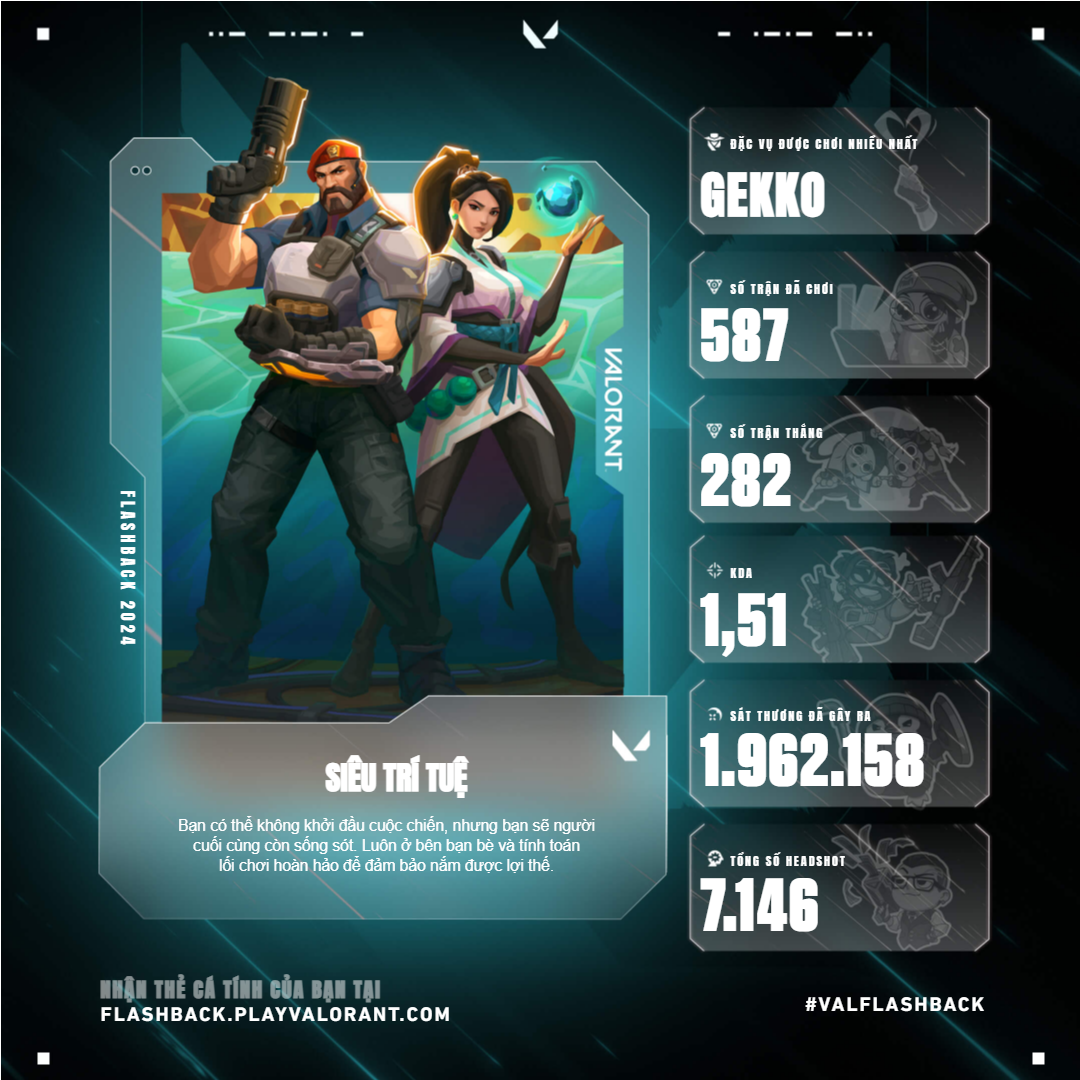 ĐẶC VỤ ĐƯỢC CHƠI NHIỀU NHẤT
GEKKO
SỐ TRẬN ĐÃ CHƠI
587
SỐ TRẬN THẮNG
282
KDA
1,51
SÁT THƯƠNG ĐÃ GÂY RA
1.962.158
TỔNG SỐ HEADSHOT
7.146
VALORANT
FLASHBACK 2024
SIÊU TRÍ TUỆ
Bạn có thể không khởi đầu cuộc chiến, nhưng bạn sẽ người
cuối cùng còn sống sót. Luôn ở bên bạn bè và tính toán
lối chơi hoàn hảo để đảm bảo nắm được lợi thế.
NHẬN THẺ CÁ TÍNH CỦA BẠN TẠI
FLASHBACK.PLAYVALORANT.COM
#VALFLASHBACK